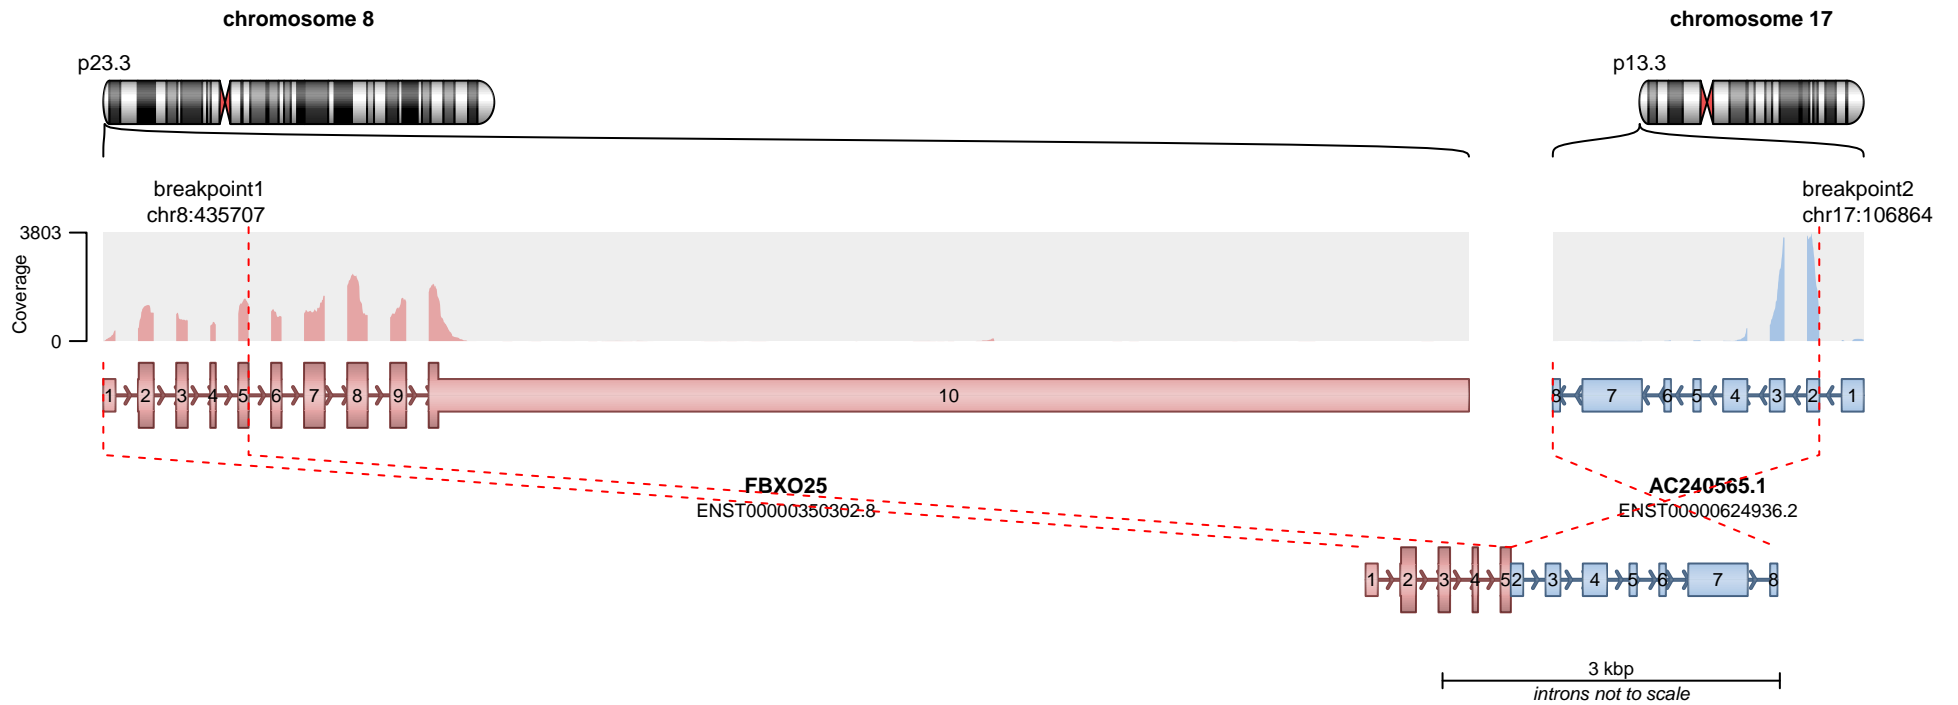 chromosome 8
chromosome 17
p23.3
p13.3
breakpoint1
chr8:435707
breakpoint2
chr17:106864
3803
0
Coverage
1 2 3 4 5 6 7 8 9 10
8 7 6 5 4 3 2 1
FBXO25
ENST00000350302.8
AC240565.1
ENST00000624936.2
1 2 3 4 5 2 3 4 5 6 7 8
3 kbp
introns not to scale